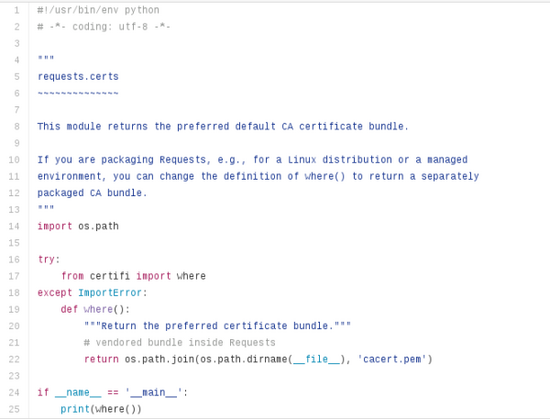 1 #!/usr/bin/env python
2 # -*- coding: utf-8 -*-
3
4 """
5 requests.certs
6 ~~~~~~~~~~~~~~
7
8 This module returns the preferred default CA certificate bundle.
9
10 If you are packaging Requests, e.g., for a Linux distribution or a managed
11 environment, you can change the definition of where() to return a separately
12 packaged CA bundle.
13 """
14 import os.path
15
16 try:
17     from certifi import where
18 except ImportError:
19     def where():
20         """Return the preferred certificate bundle."""
21         # vendored bundle inside Requests
22         return os.path.join(os.path.dirname(__file__), 'cacert.pem')
23
24 if __name__ == '__main__':
25     print(where())